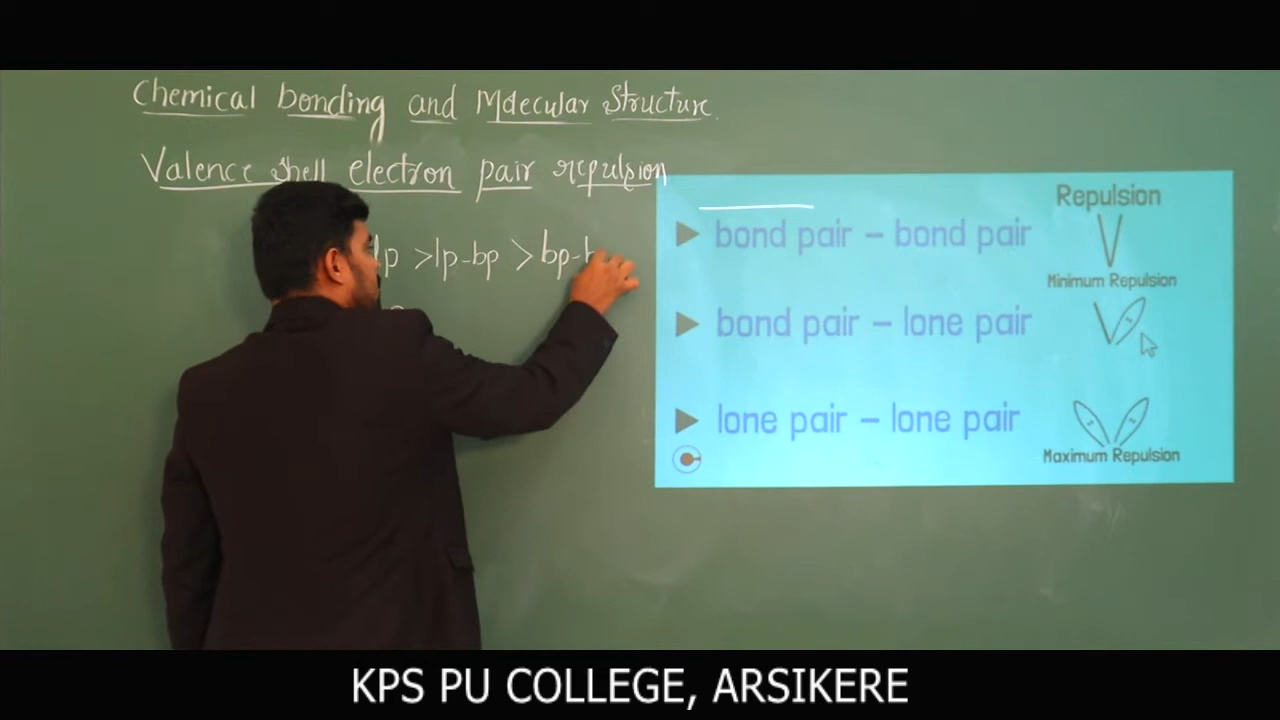 Chemical bonding and Molecular Structure.
Valence shell electron pair repulsion
lp >lp-bp > bp-b
Repulsion
bond pair – bond pair
Minimum Repulsion
bond pair – lone pair
lone pair – lone pair
Maximum Repulsion
KPS PU COLLEGE, ARSIKERE